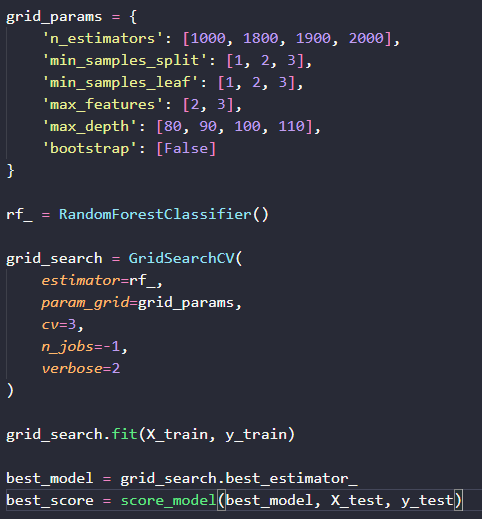 grid_params = {
    'n_estimators': [1000, 1800, 1900, 2000],
    'min_samples_split': [1, 2, 3],
    'min_samples_leaf': [1, 2, 3],
    'max_features': [2, 3],
    'max_depth': [80, 90, 100, 110],
    'bootstrap': [False]
}

rf_ = RandomForestClassifier()

grid_search = GridSearchCV(
    estimator=rf_,
    param_grid=grid_params,
    cv=3,
    n_jobs=-1,
    verbose=2
)

grid_search.fit(X_train, y_train)

best_model = grid_search.best_estimator_
best_score = score_model(best_model, X_test, y_test)